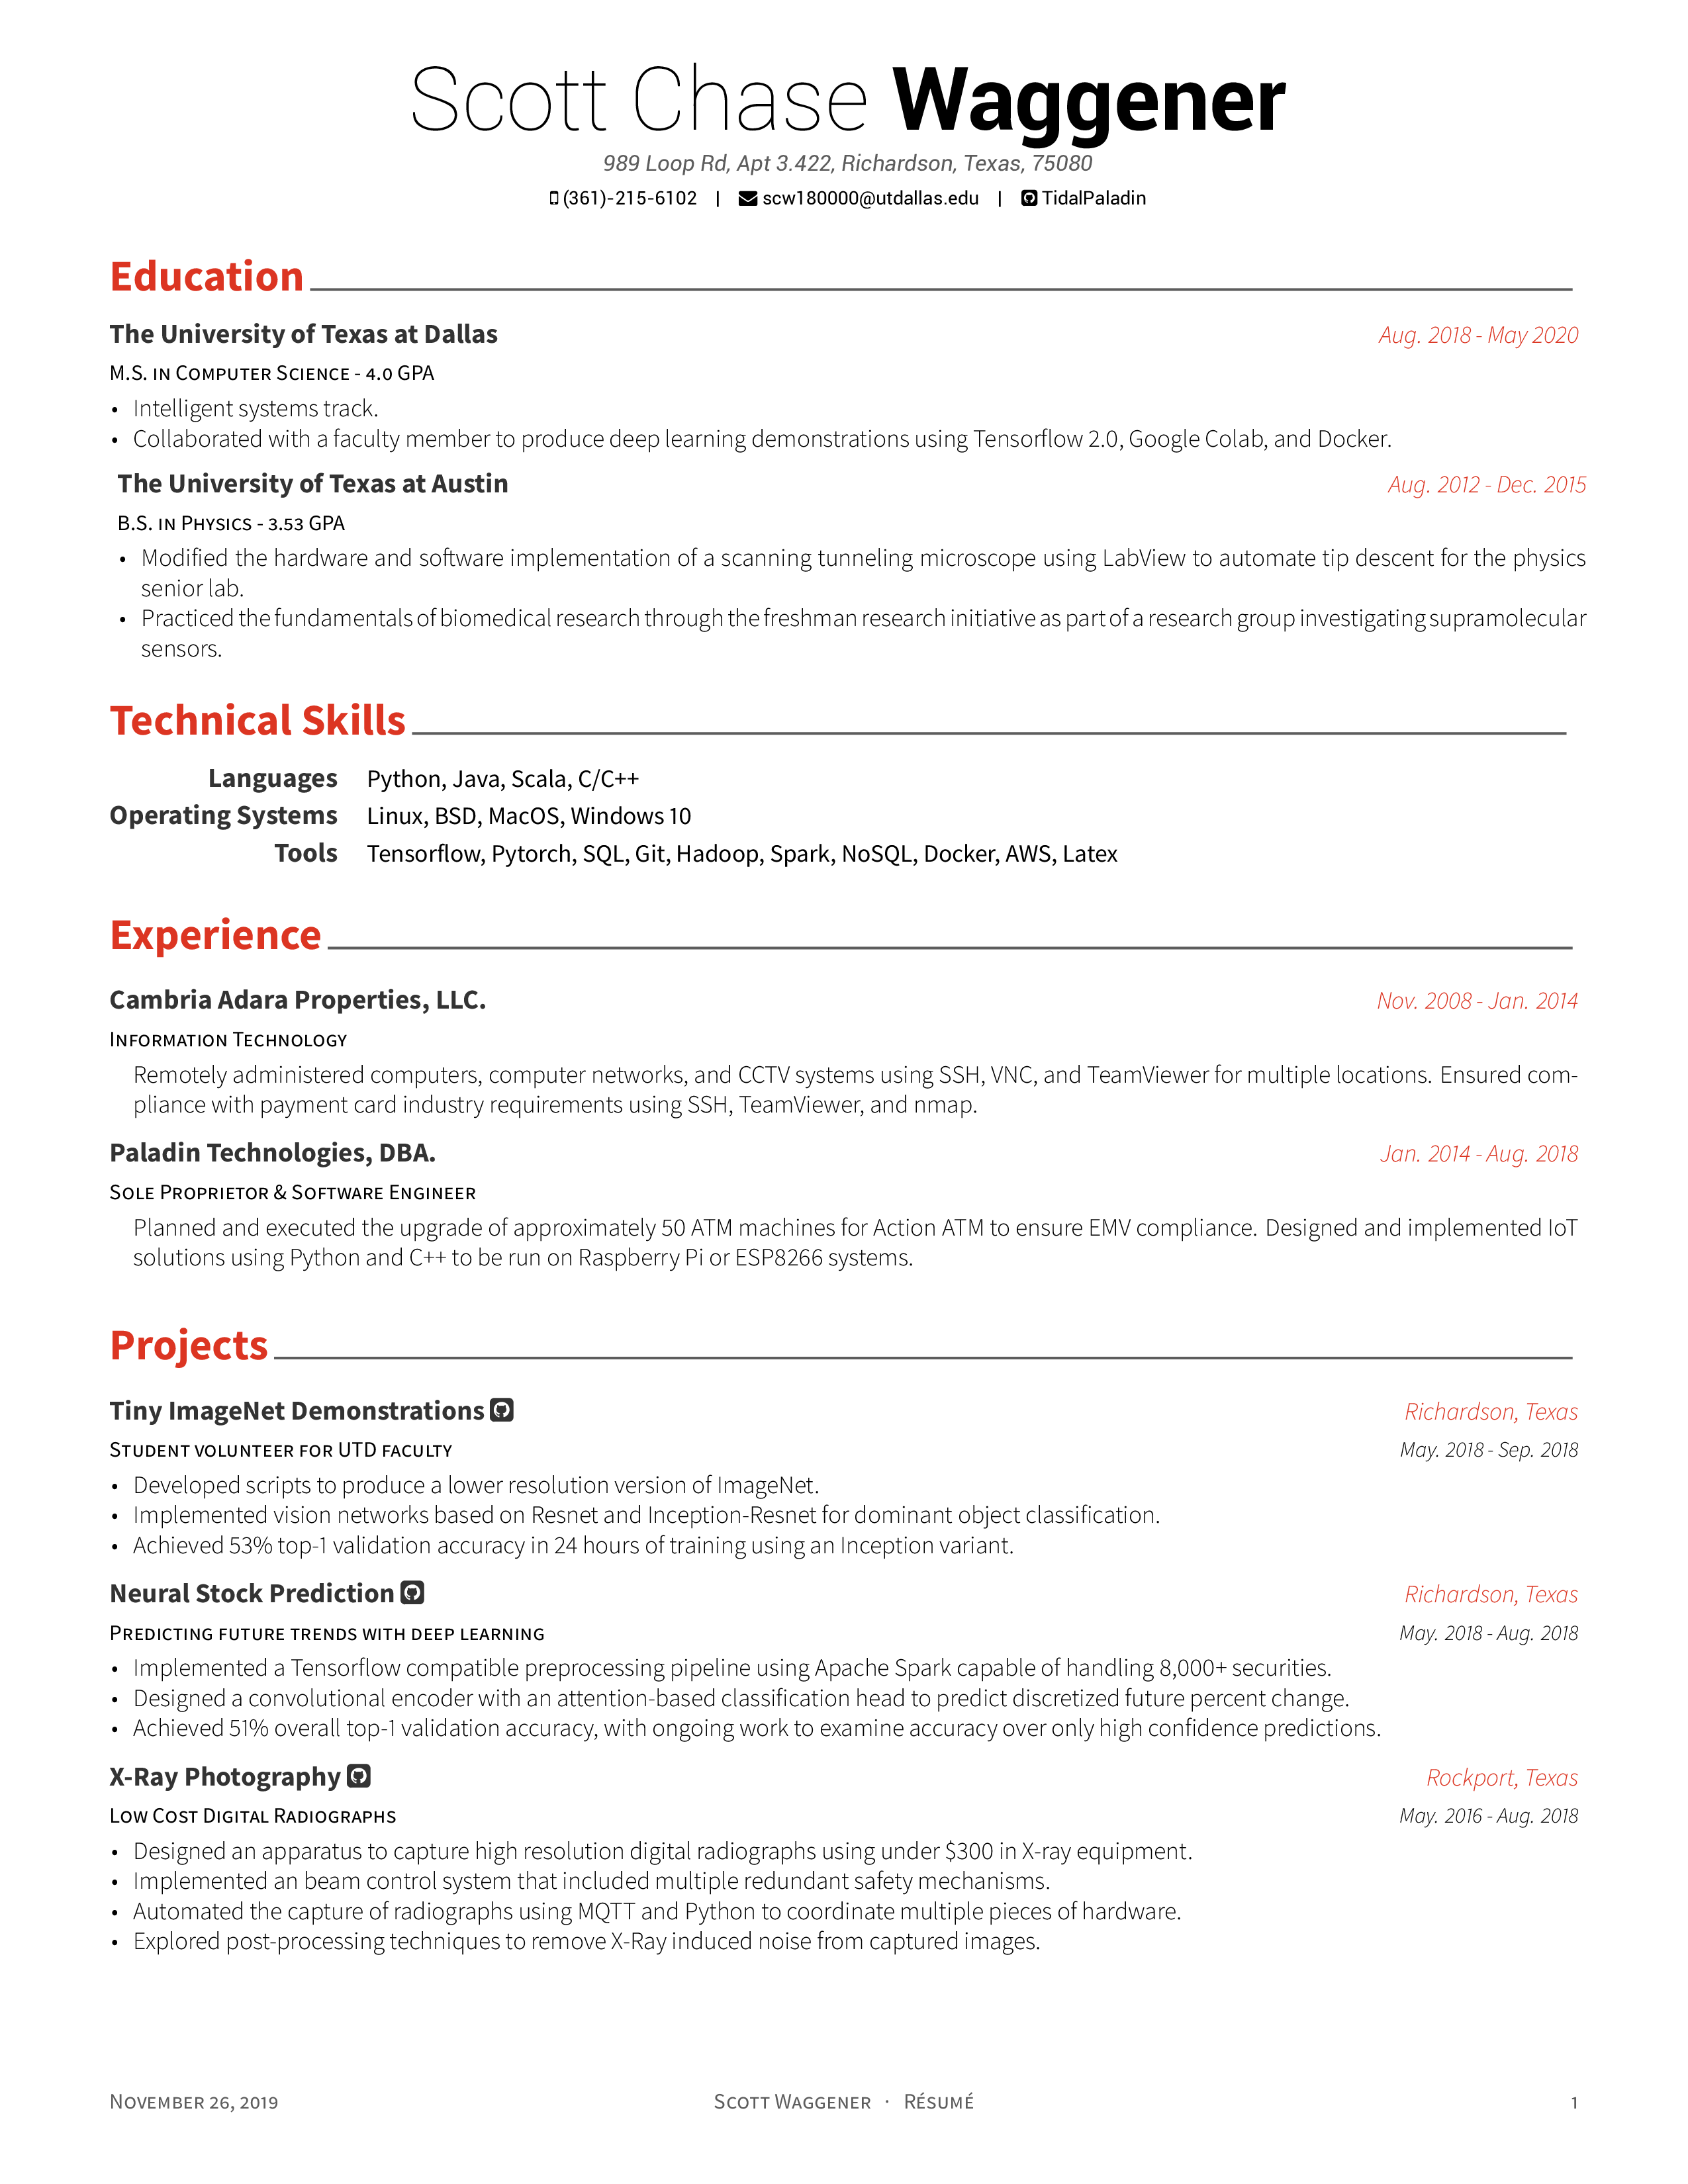 Scott Chase Waggener
989 Loop Rd, Apt 3.422, Richardson, Texas, 75080
(361)-215-6102 | scw180000@utdallas.edu | TidalPaladin
Education
The University of Texas at Dallas Aug. 2018 - May 2020
M.S. in Computer Science - 4.0 GPA
• Intelligent systems track.
• Collaborated with a faculty member to produce deep learning demonstrations using Tensorflow 2.0, Google Colab, and Docker.
The University of Texas at Austin Aug. 2012 - Dec. 2015
B.S. in Physics - 3.53 GPA
• Modified the hardware and software implementation of a scanning tunneling microscope using LabView to automate tip descent for the physics
senior lab.
• Practiced the fundamentals of biomedical research through the freshman research initiative as part of a research group investigating supramolecular
sensors.
Technical Skills
Languages Python, Java, Scala, C/C++
Operating Systems Linux, BSD, MacOS, Windows 10
Tools Tensorflow, Pytorch, SQL, Git, Hadoop, Spark, NoSQL, Docker, AWS, Latex
Experience
Cambria Adara Properties, LLC. Nov. 2008 - Jan. 2014
Information Technology
Remotely administered computers, computer networks, and CCTV systems using SSH, VNC, and TeamViewer for multiple locations. Ensured com-
pliance with payment card industry requirements using SSH, TeamViewer, and nmap.
Paladin Technologies, DBA. Jan. 2014 - Aug. 2018
Sole Proprietor & Software Engineer
Planned and executed the upgrade of approximately 50 ATM machines for Action ATM to ensure EMV compliance. Designed and implemented IoT
solutions using Python and C++ to be run on Raspberry Pi or ESP8266 systems.
Projects
Tiny ImageNet Demonstrations Richardson, Texas
Student volunteer for UTD faculty May. 2018 - Sep. 2018
• Developed scripts to produce a lower resolution version of ImageNet.
• Implemented vision networks based on Resnet and Inception-Resnet for dominant object classification.
• Achieved 53% top-1 validation accuracy in 24 hours of training using an Inception variant.
Neural Stock Prediction Richardson, Texas
Predicting future trends with deep learning May. 2018 - Aug. 2018
• Implemented a Tensorflow compatible preprocessing pipeline using Apache Spark capable of handling 8,000+ securities.
• Designed a convolutional encoder with an attention-based classification head to predict discretized future percent change.
• Achieved 51% overall top-1 validation accuracy, with ongoing work to examine accuracy over only high confidence predictions.
X-Ray Photography Rockport, Texas
Low Cost Digital Radiographs May. 2016 - Aug. 2018
• Designed an apparatus to capture high resolution digital radiographs using under $300 in X-ray equipment.
• Implemented an beam control system that included multiple redundant safety mechanisms.
• Automated the capture of radiographs using MQTT and Python to coordinate multiple pieces of hardware.
• Explored post-processing techniques to remove X-Ray induced noise from captured images.
November 26, 2019 Scott Waggener · Résumé 1